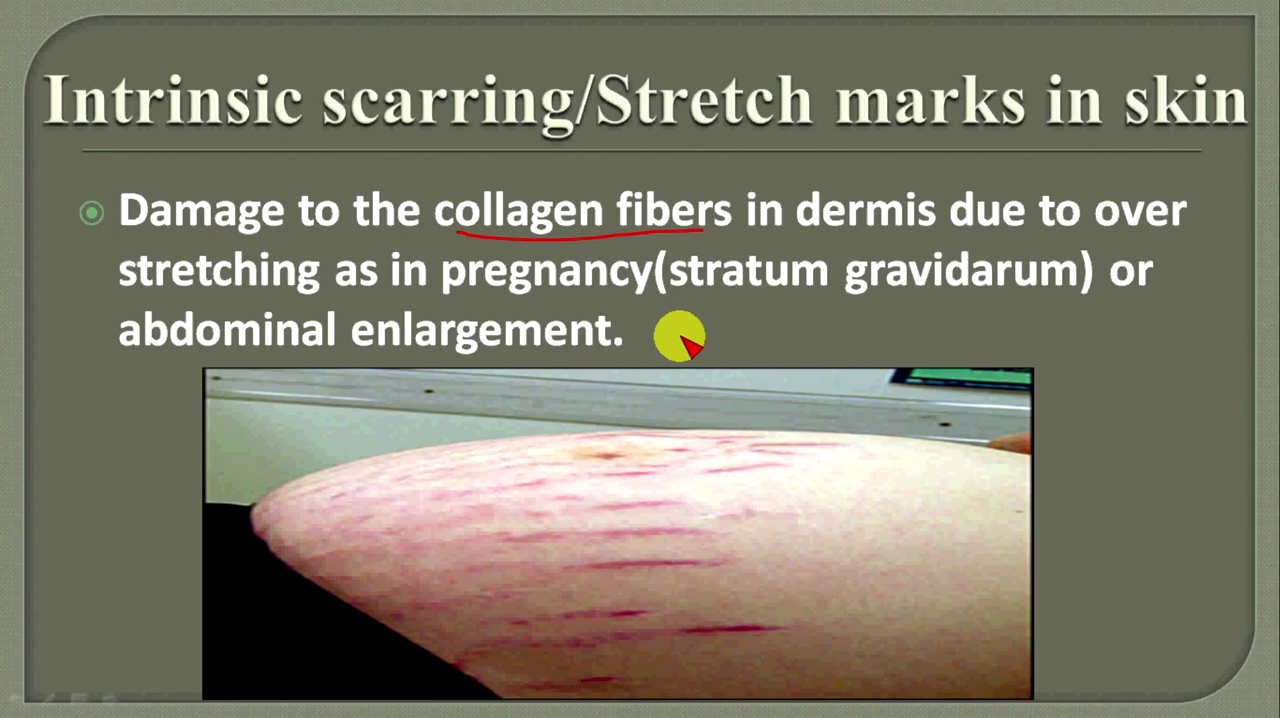 Intrinsic scarring/Stretch marks in skin
Damage to the collagen fibers in dermis due to over
stretching as in pregnancy(stratum gravidarum) or
abdominal enlargement.